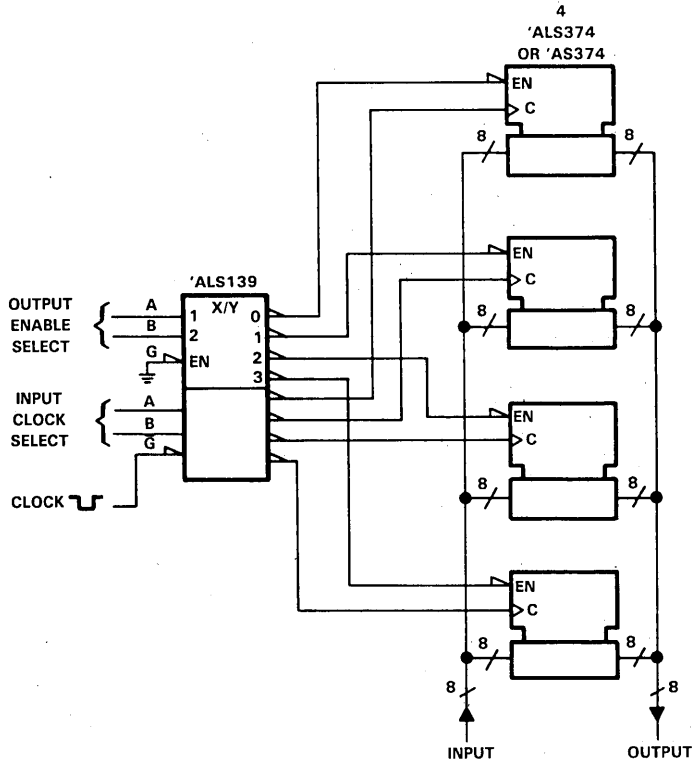 4
'ALS374
OR 'AS374
EN
C
8
8
EN
C
8
8
'ALS139
OUTPUT
ENABLE
SELECT
A
B
G
X/Y
1
2
EN
0
1
2
3
INPUT
CLOCK
SELECT
A
B
G
CLOCK
EN
C
8
8
EN
C
8
8
8
8
INPUT
OUTPUT